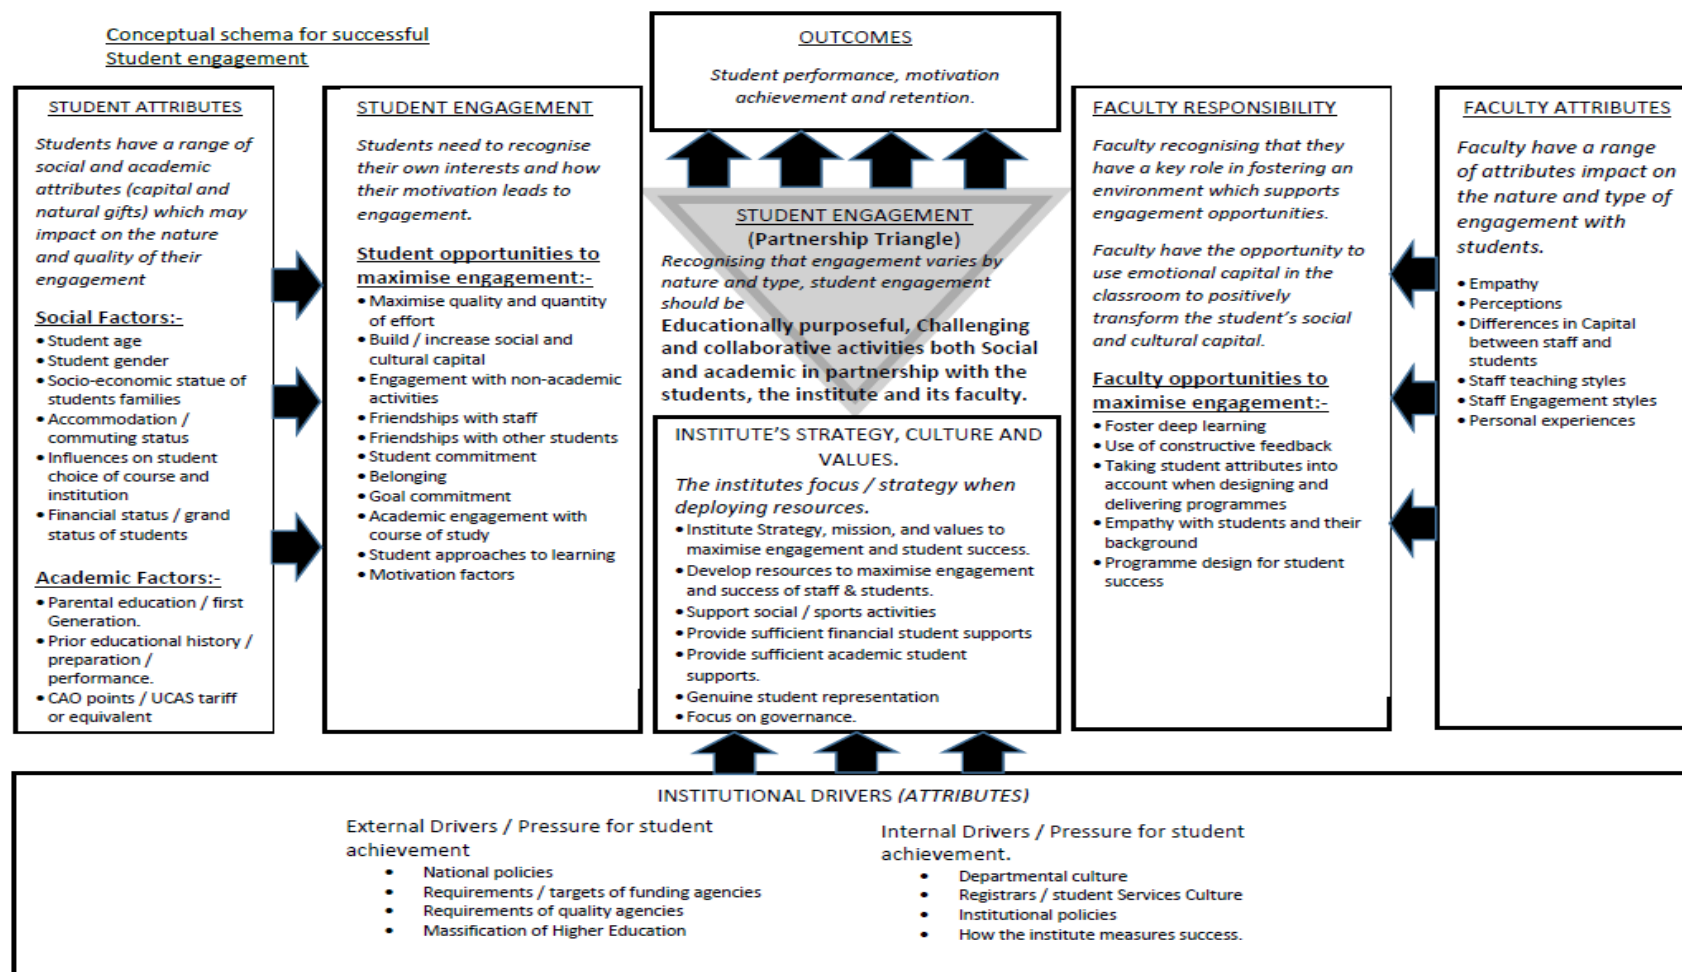 Conceptual schema for successful
Student engagement
STUDENT ATTRIBUTES
Students have a range of
social and academic
attributes (capital and
natural gifts) which may
impact on the nature
and quality of their
engagement
Social Factors:-
• Student age
• Student gender
• Socio-economic statue of
students families
• Accommodation /
commuting status
• Influences on student
choice of course and
institution
• Financial status / grand
status of students
Academic Factors:-
• Parental education / first
Generation.
• Prior educational history /
preparation /
performance.
• CAO points / UCAS tariff
or equivalent
STUDENT ENGAGEMENT
Students need to recognise
their own interests and how
their motivation leads to
engagement.
Student opportunities to
maximise engagement:-
• Maximise quality and quantity
of effort
• Build / increase social and
cultural capital
• Engagement with non-academic
activities
• Friendships with staff
• Friendships with other students
• Student commitment
• Belonging
• Goal commitment
• Academic engagement with
course of study
• Student approaches to learning
• Motivation factors
OUTCOMES
Student performance, motivation
achievement and retention.
STUDENT ENGAGEMENT
(Partnership Triangle)
Recognising that engagement varies by
nature and type, student engagement
should be
Educationally purposeful, Challenging
and collaborative activities both Social
and academic in partnership with the
students, the institute and its faculty.
INSTITUTE'S STRATEGY, CULTURE AND
VALUES.
The institutes focus / strategy when
deploying resources.
• Institute Strategy, mission, and values to
maximise engagement and student success.
• Develop resources to maximise engagement
and success of staff & students.
• Support social / sports activities
• Provide sufficient financial student supports
• Provide sufficient academic student
supports.
• Genuine student representation
• Focus on governance.
FACULTY RESPONSIBILITY
Faculty recognising that they
have a key role in fostering an
environment which supports
engagement opportunities.
Faculty have the opportunity to
use emotional capital in the
classroom to positively
transform the student's social
and cultural capital.
Faculty opportunities to
maximise engagement:-
• Foster deep learning
• Use of constructive feedback
• Taking student attributes into
account when designing and
delivering programmes
• Empathy with students and their
background
• Programme design for student
success
FACULTY ATTRIBUTES
Faculty have a range
of attributes impact on
the nature and type of
engagement with
students.
• Empathy
• Perceptions
• Differences in Capital
between staff and
students
• Staff teaching styles
• Staff Engagement styles
• Personal experiences
INSTITUTIONAL DRIVERS (ATTRIBUTES)
External Drivers / Pressure for student
achievement
• National policies
• Requirements / targets of funding agencies
• Requirements of quality agencies
• Massification of Higher Education
Internal Drivers / Pressure for student
achievement.
• Departmental culture
• Registrars / student Services Culture
• Institutional policies
• How the institute measures success.